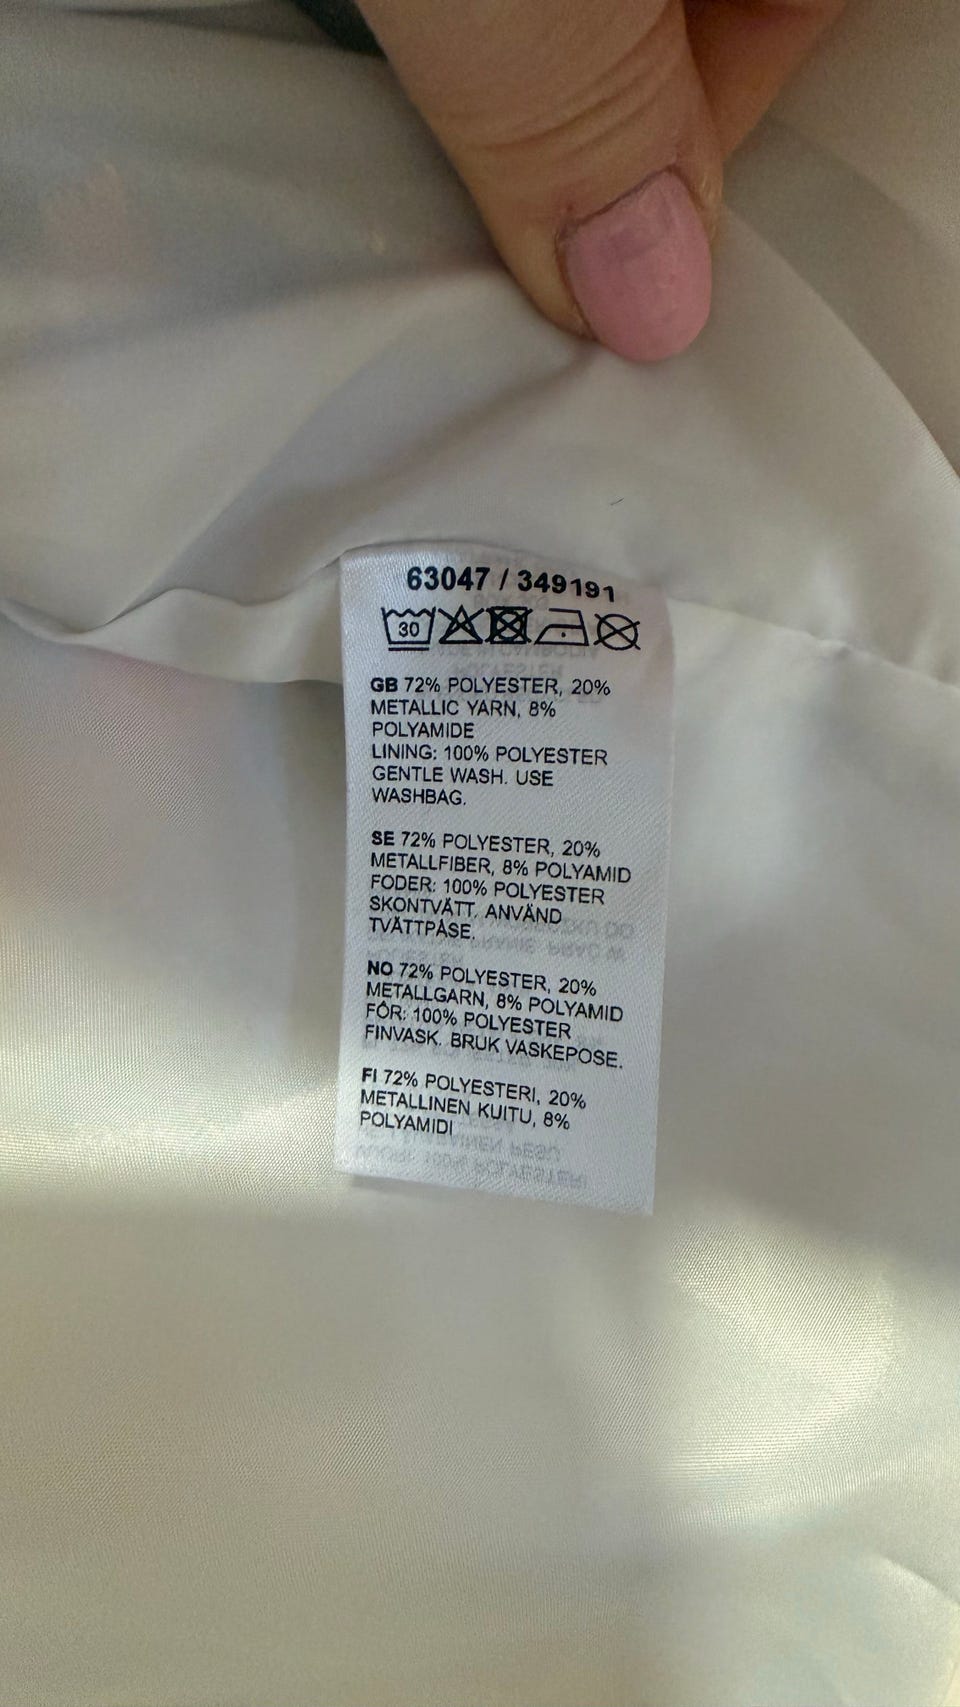 63047 / 349191
30
GB 72% POLYESTER, 20%
METALLIC YARN, 8%
POLYAMIDE
LINING: 100% POLYESTER
GENTLE WASH. USE
WASHBAG.
SE 72% POLYESTER, 20%
METALLFIBER, 8% POLYAMID
FODER: 100% POLYESTER
SKONTVÄTT. ANVÄND
TVÄTTPÅSE.
NO 72% POLYESTER, 20%
METALLGARN, 8% POLYAMID
FÔR: 100% POLYESTER
FINVASK. BRUK VASKEPOSE.
FI 72% POLYESTERI, 20%
METALLINEN KUITU, 8%
POLYAMIDI